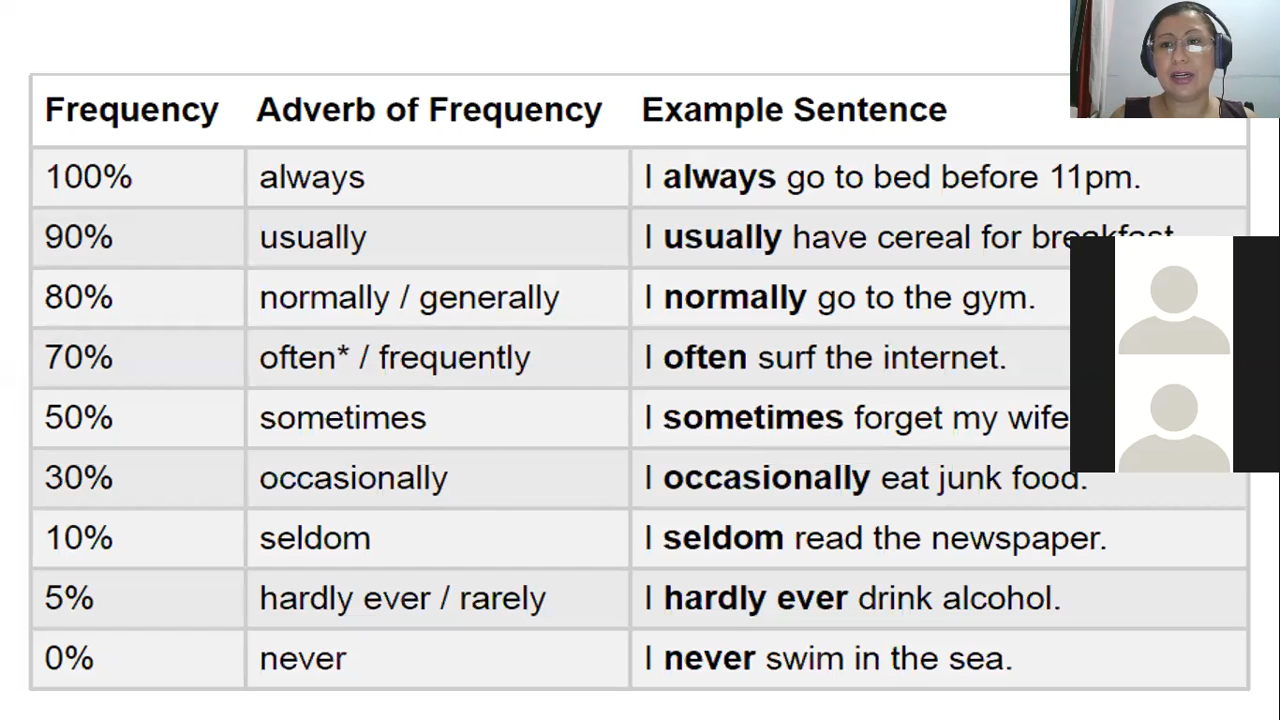 Frequency Adverb of Frequency Example Sentence
100% always I always go to bed before 11pm.
90% usually I usually have cereal for breakfast
80% normally / generally I normally go to the gym.
70% often* / frequently I often surf the internet.
50% sometimes I sometimes forget my wife
30% occasionally I occasionally eat junk food.
10% seldom I seldom read the newspaper.
5% hardly ever / rarely I hardly ever drink alcohol.
0% never I never swim in the sea.